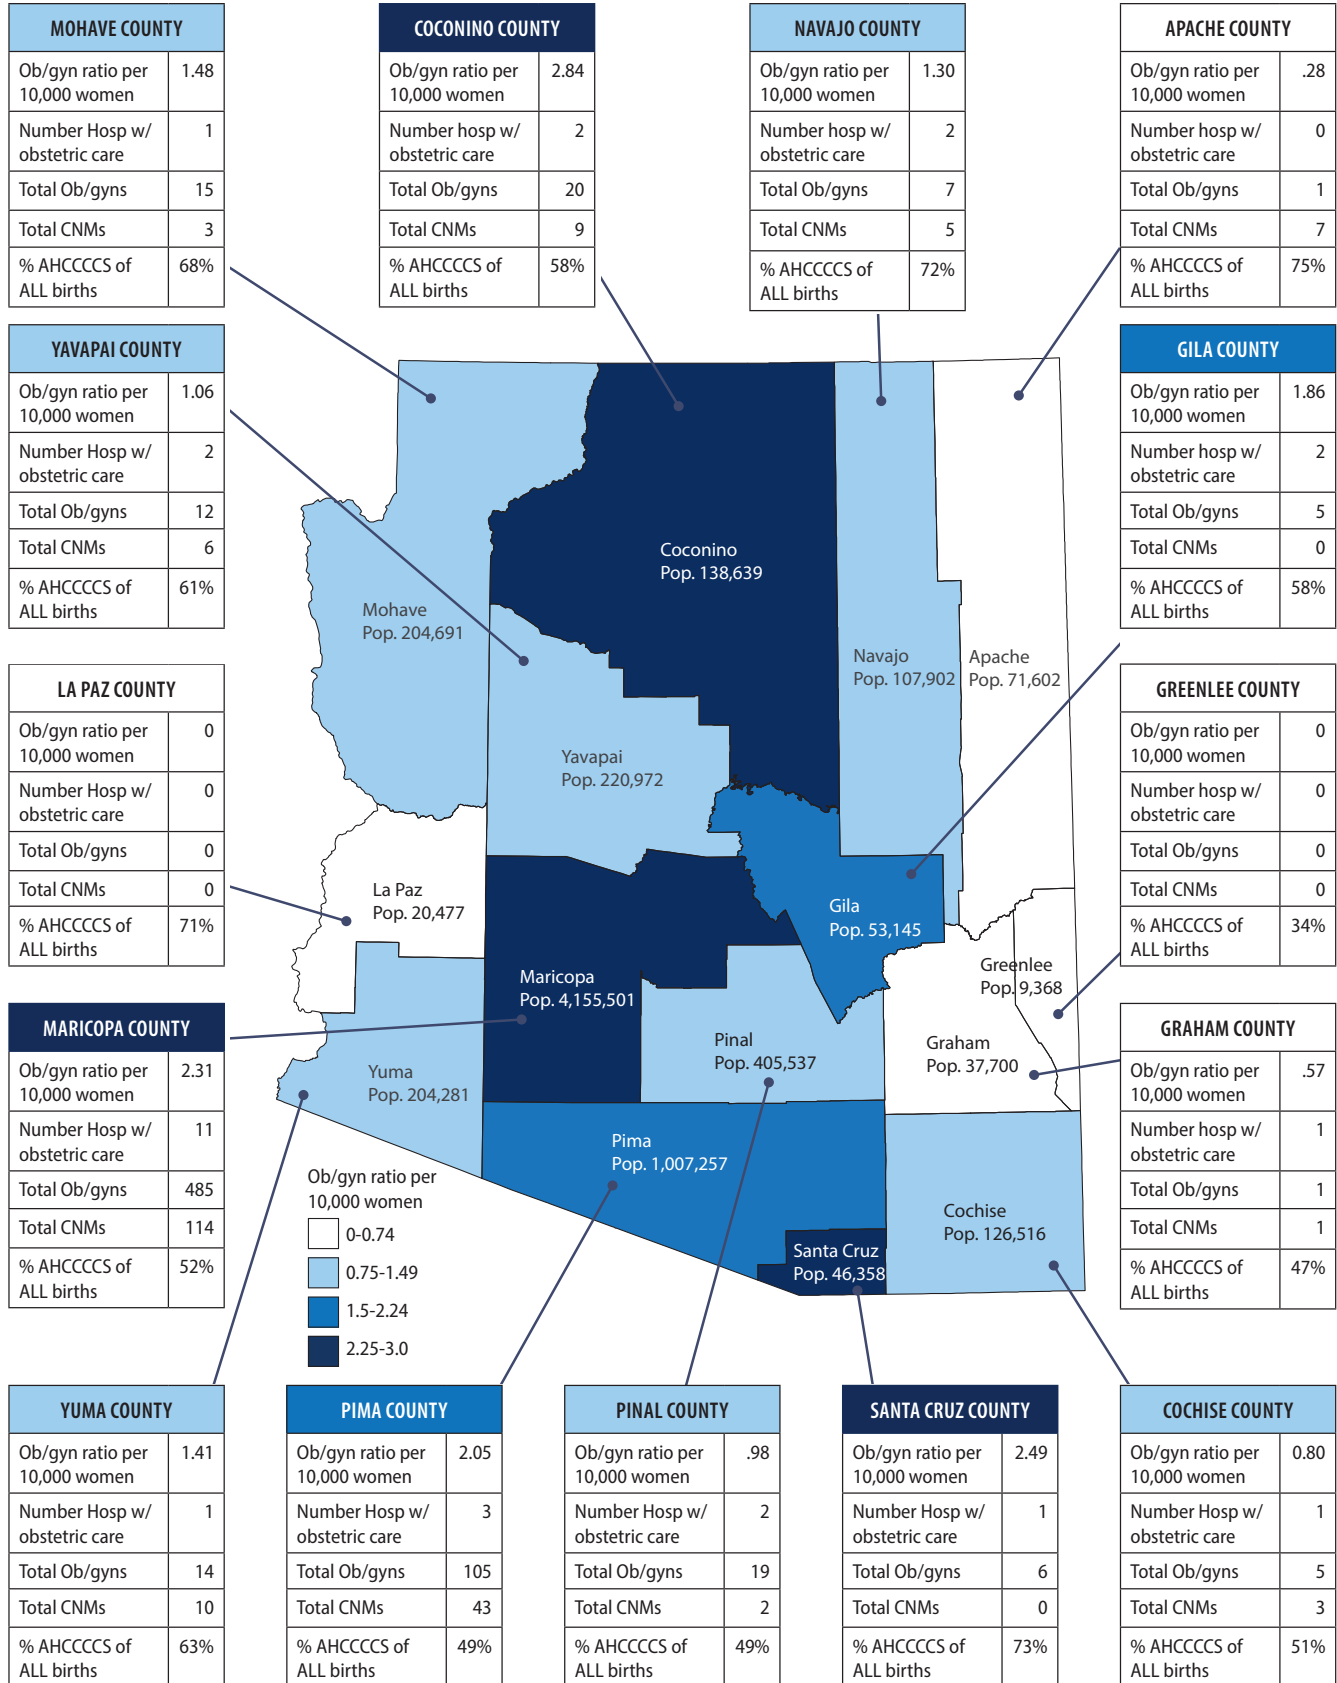 MOHAVE COUNTY
Ob/gyn ratio per
10,000 women
1.48
Number Hosp w/
obstetric care
1
Total Ob/gyns
15
Total CNMs
3
% AHCCCCS of
ALL births
68%
COCONINO COUNTY
Ob/gyn ratio per
10,000 women
2.84
Number hosp w/
obstetric care
2
Total Ob/gyns
20
Total CNMs
9
% AHCCCCS of
ALL births
58%
NAVAJO COUNTY
Ob/gyn ratio per
10,000 women
1.30
Number hosp w/
obstetric care
2
Total Ob/gyns
7
Total CNMs
5
% AHCCCCS of
ALL births
72%
APACHE COUNTY
Ob/gyn ratio per
10,000 women
.28
Number hosp w/
obstetric care
0
Total Ob/gyns
1
Total CNMs
7
% AHCCCCS of
ALL births
75%
YAVAPAI COUNTY
Ob/gyn ratio per
10,000 women
1.06
Number Hosp w/
obstetric care
2
Total Ob/gyns
12
Total CNMs
6
% AHCCCCS of
ALL births
61%
GILA COUNTY
Ob/gyn ratio per
10,000 women
1.86
Number hosp w/
obstetric care
2
Total Ob/gyns
5
Total CNMs
0
% AHCCCCS of
ALL births
58%
Coconino
Pop. 138,639
Mohave
Pop. 204,691
Navajo
Pop. 107,902
Apache
Pop. 71,602
Yavapai
Pop. 220,972
La Paz
Pop. 20,477
Gila
Pop. 53,145
Maricopa
Pop. 4,155,501
Greenlee
Pop. 9,368
Pinal
Pop. 405,537
Graham
Pop. 37,700
Yuma
Pop. 204,281
Pima
Pop. 1,007,257
Cochise
Pop. 126,516
Santa Cruz
Pop. 46,358
Ob/gyn ratio per
10,000 women
0-0.74
0.75-1.49
1.5-2.24
2.25-3.0
LA PAZ COUNTY
Ob/gyn ratio per
10,000 women
0
Number Hosp w/
obstetric care
0
Total Ob/gyns
0
Total CNMs
0
% AHCCCCS of
ALL births
71%
GREENLEE COUNTY
Ob/gyn ratio per
10,000 women
0
Number hosp w/
obstetric care
0
Total Ob/gyns
0
Total CNMs
0
% AHCCCCS of
ALL births
34%
MARICOPA COUNTY
Ob/gyn ratio per
10,000 women
2.31
Number Hosp w/
obstetric care
11
Total Ob/gyns
485
Total CNMs
114
% AHCCCCS of
ALL births
52%
GRAHAM COUNTY
Ob/gyn ratio per
10,000 women
.57
Number hosp w/
obstetric care
1
Total Ob/gyns
1
Total CNMs
1
% AHCCCCS of
ALL births
47%
YUMA COUNTY
Ob/gyn ratio per
10,000 women
1.41
Number Hosp w/
obstetric care
1
Total Ob/gyns
14
Total CNMs
10
% AHCCCCS of
ALL births
63%
PIMA COUNTY
Ob/gyn ratio per
10,000 women
2.05
Number Hosp w/
obstetric care
3
Total Ob/gyns
105
Total CNMs
43
% AHCCCCS of
ALL births
49%
PINAL COUNTY
Ob/gyn ratio per
10,000 women
.98
Number Hosp w/
obstetric care
2
Total Ob/gyns
19
Total CNMs
2
% AHCCCCS of
ALL births
49%
SANTA CRUZ COUNTY
Ob/gyn ratio per
10,000 women
2.49
Number Hosp w/
obstetric care
1
Total Ob/gyns
6
Total CNMs
0
% AHCCCCS of
ALL births
73%
COCHISE COUNTY
Ob/gyn ratio per
10,000 women
0.80
Number Hosp w/
obstetric care
1
Total Ob/gyns
5
Total CNMs
3
% AHCCCCS of
ALL births
51%